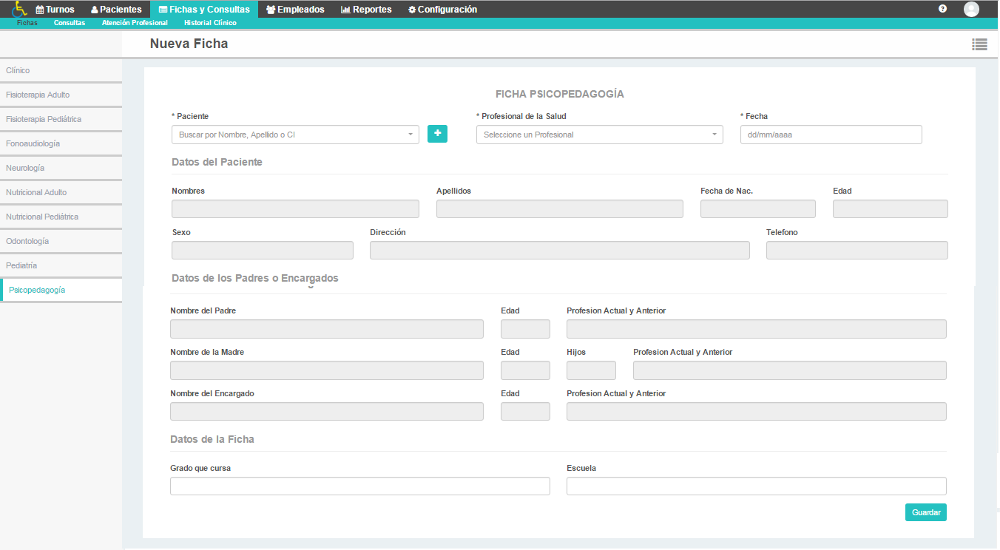 Turnos Pacientes Fichas y Consultas Empleados Reportes Configuración
Fichas Consultas Atención Profesional Historial Clínico
Nueva Ficha
Clínico
Fisioterapia Adulto
Fisioterapia Pediátrica
Fonoaudiología
Neurología
Nutricional Adulto
Nutricional Pediátrica
Odontología
Pediatría
Psicopedagogía
FICHA PSICOPEDAGOGÍA
* Paciente * Profesional de la Salud * Fecha
Buscar por Nombre, Apellido o CI + Seleccione un Profesional dd/mm/aaaa
Datos del Paciente
Nombres Apellidos Fecha de Nac. Edad
Sexo Dirección Telefono
Datos de los Padres o Encargados
Nombre del Padre Edad Profesion Actual y Anterior
Nombre de la Madre Edad Hijos Profesion Actual y Anterior
Nombre del Encargado Edad Profesion Actual y Anterior
Datos de la Ficha
Grado que cursa Escuela
Guardar